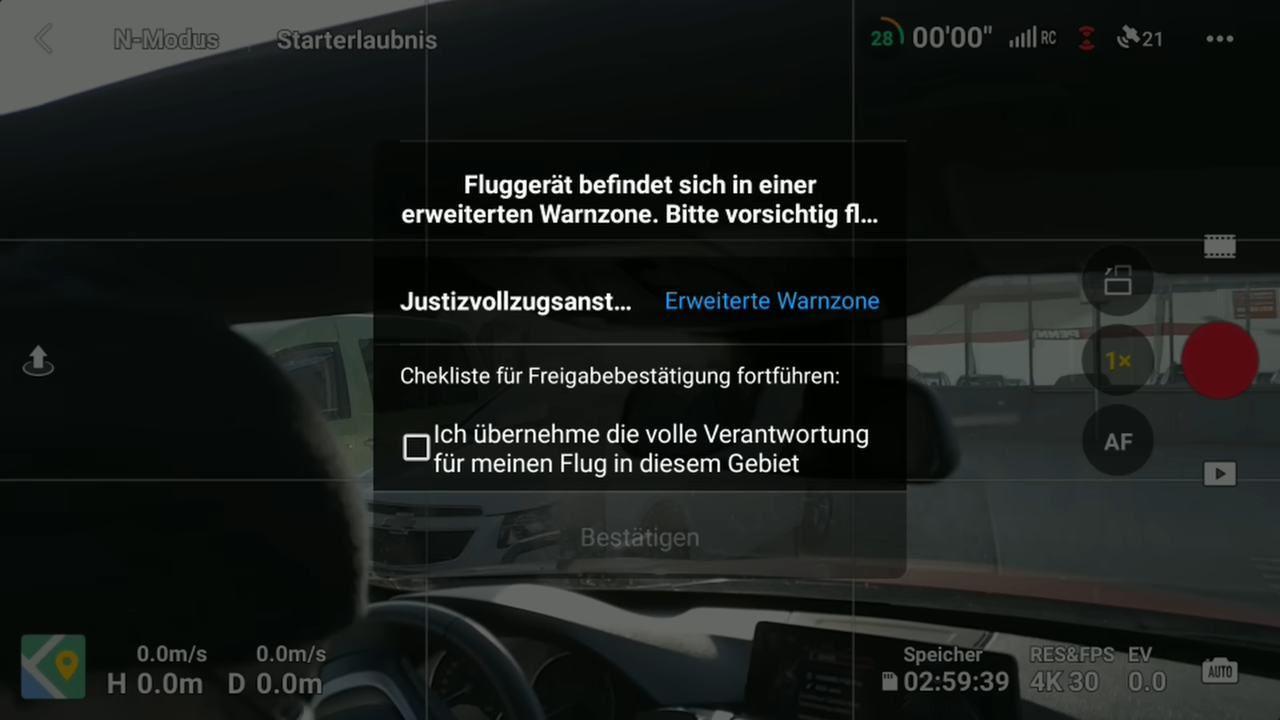 N-Modus
Starterlaubnis
28
00'00"
RC
21
Fluggerät befindet sich in einer
erweiterten Warnzone. Bitte vorsichtig fl...
Justizvollzugsanst...
Erweiterte Warnzone
Chekliste für Freigabebestätigung fortführen:
Ich übernehme die volle Verantwortung
für meinen Flug in diesem Gebiet
Bestätigen
1×
AF
0.0m/s
0.0m/s
H 0.0m
D 0.0m
Speicher
02:59:39
RES&FPS
4K 30
EV
0.0
AUTO